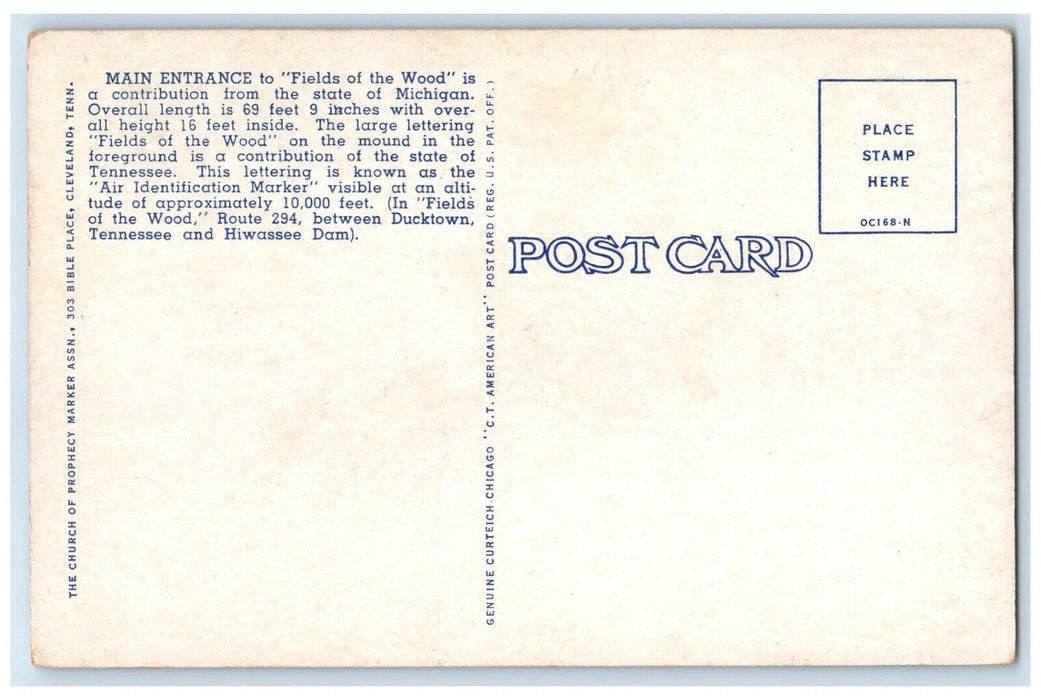 MAIN ENTRANCE to "Fields of the Wood" is
a contribution from the state of Michigan.
Overall length is 69 feet 9 inches with over-
all height 16 feet inside. The large lettering
"Fields of the Wood" on the mound in the
foreground is a contribution of the state of
Tennessee. This lettering is known as the
"Air Identification Marker" visible at an alti-
tude of approximately 10,000 feet. (In "Fields
of the Wood," Route 294, between Ducktown,
Tennessee and Hiwassee Dam).
THE CHURCH OF PROPHECY MARKER ASSN., 303 BIBLE PLACE, CLEVELAND, TENN.
GENUINE CURTEICH-CHICAGO "C.T. AMERICAN ART" POST CARD (REG. U.S. PAT. OFF.)
POST CARD
PLACE
STAMP
HERE
OC168-N